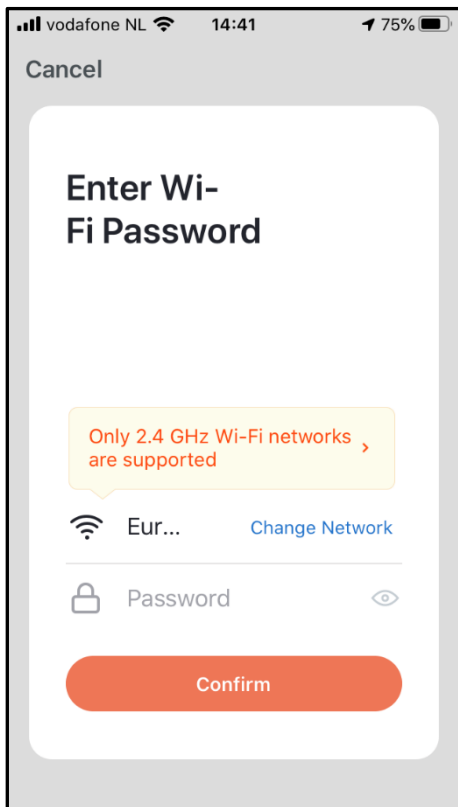 vodafone NL 14:41 75%
Cancel
Enter Wi-
Fi Password
Only 2.4 GHz Wi-Fi networks
are supported
Eur... Change Network
Password
Confirm